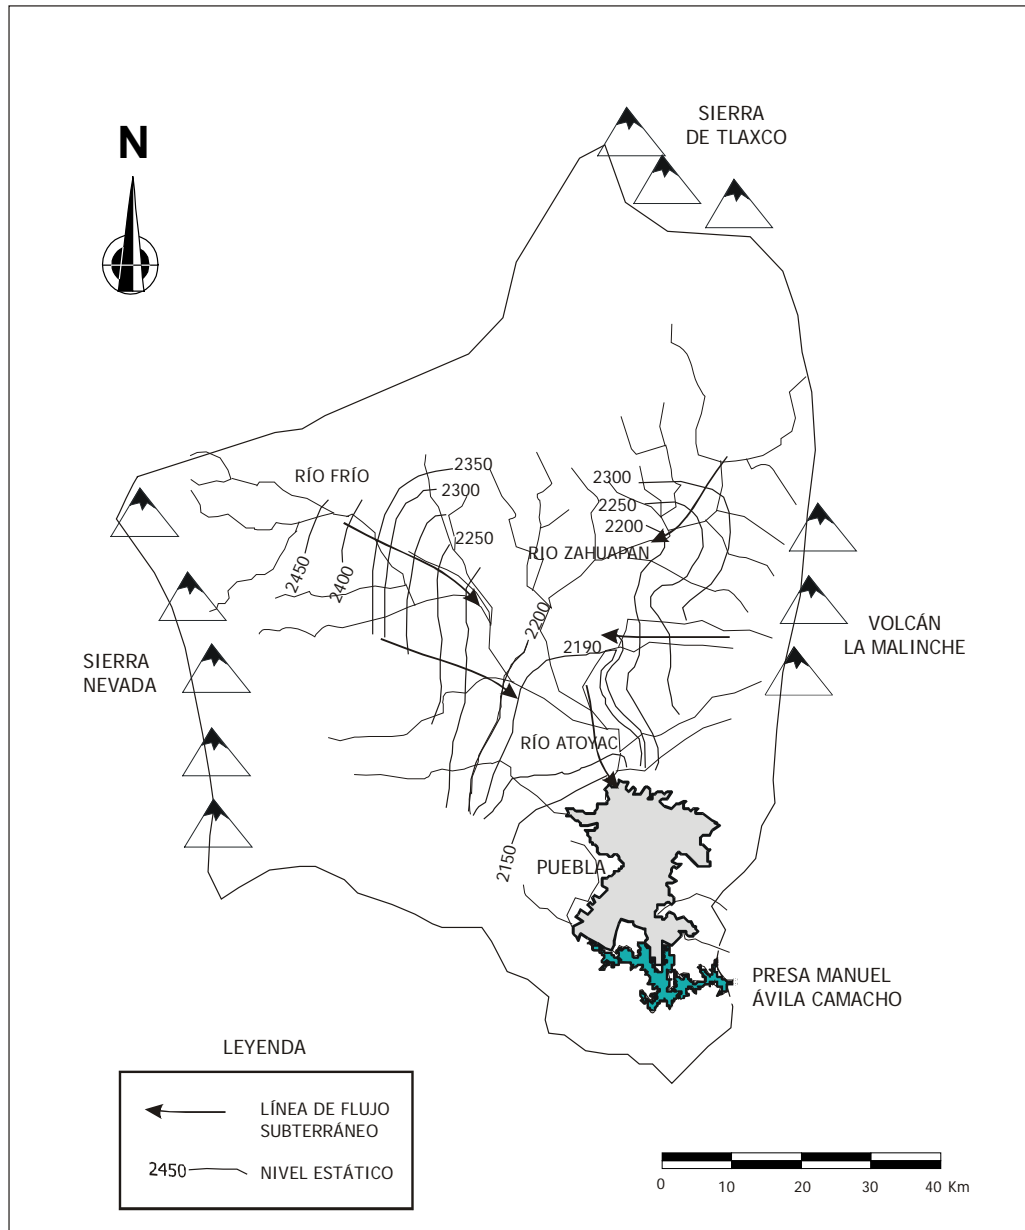 SIERRA
DE TLAXCO
N
RÍO FRÍO
2350
2300
2250
2450
2400
2300
2250
2200
RIO ZAHUAPAN
2200
2190
VOLCÁN
LA MALINCHE
SIERRA
NEVADA
RÍO ATOYAC
2150
PUEBLA
PRESA MANUEL
ÁVILA CAMACHO
LEYENDA
LÍNEA DE FLUJO
SUBTERRÁNEO
2450
NIVEL ESTÁTICO
0 10 20 30 40 Km